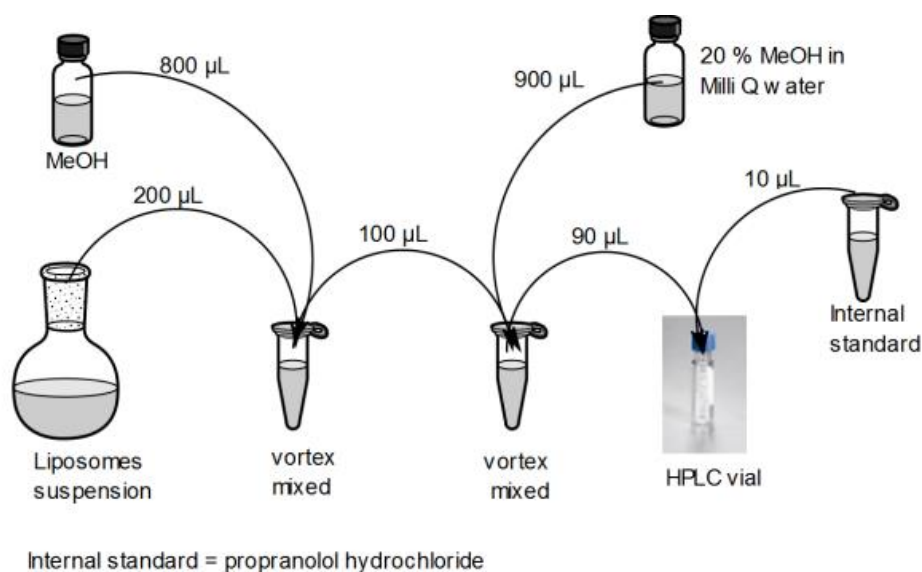 800 µL
900 µL
20 % MeOH in
Milli Q water
MeOH
200 µL
100 µL
90 µL
10 µL
Internal
standard
Liposomes
suspension
vortex
mixed
vortex
mixed
HPLC vial
Internal standard = propranolol hydrochloride